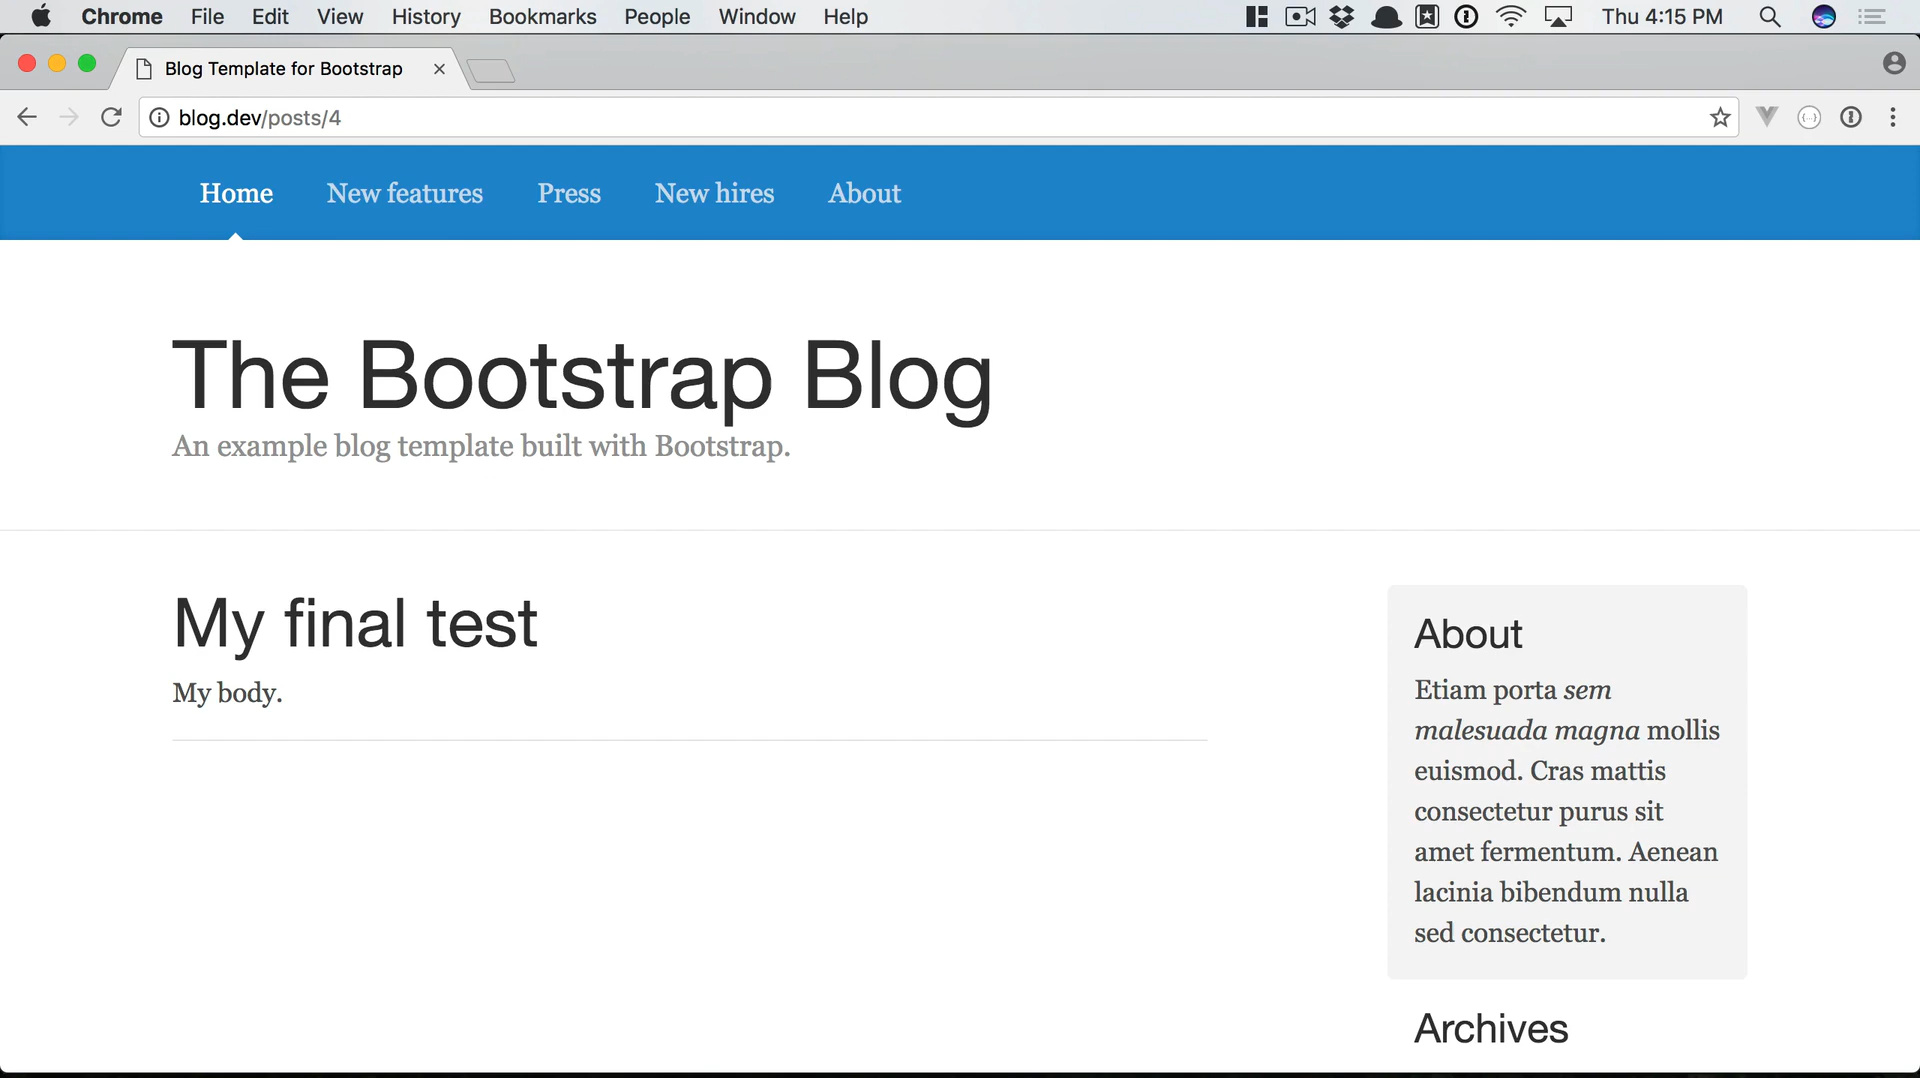 Chrome File Edit View History Bookmarks People Window Help Thu 4:15 PM
Blog Template for Bootstrap
blog.dev/posts/4
Home New features Press New hires About
The Bootstrap Blog
An example blog template built with Bootstrap.
My final test
My body.
About
Etiam porta sem
malesuada magna mollis
euismod. Cras mattis
consectetur purus sit
amet fermentum. Aenean
lacinia bibendum nulla
sed consectetur.
Archives